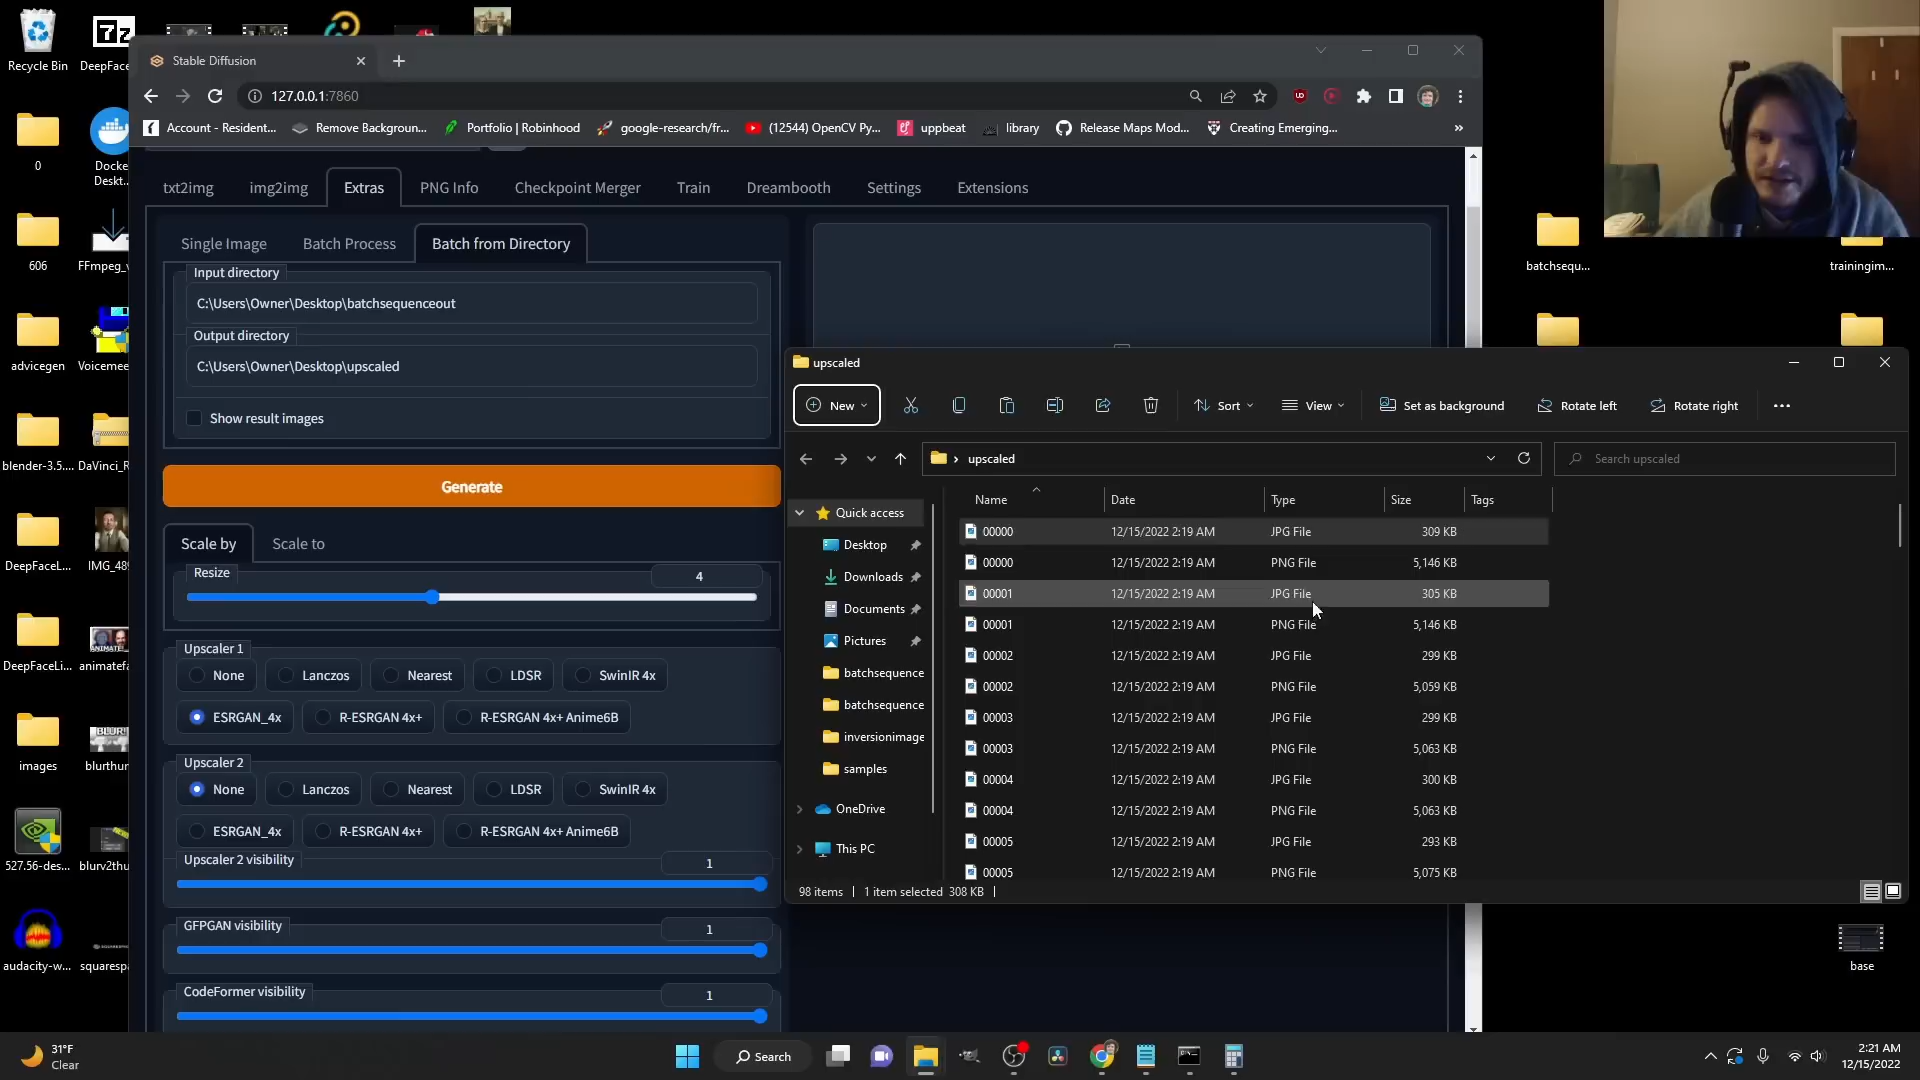 Recycle Bin
DeepFace
0
Docke
Deskt...
606
FFmpeg_v
advicegen
Voicemee
blender-3.5....
DaVinci_R
DeepFaceL...
IMG_489
DeepFaceLi...
animatefa
images
blurthur
527.56-des...
blurv2thu
audacity-w...
squarespa
Stable Diffusion
127.0.0.1:7860
Account - Resident...
Remove Backgroun...
Portfolio | Robinhood
google-research/fr...
(12544) OpenCV Py...
uppbeat
library
Release Maps Mod...
Creating Emerging...
»
txt2img
img2img
Extras
PNG Info
Checkpoint Merger
Train
Dreambooth
Settings
Extensions
Single Image
Batch Process
Batch from Directory
Input directory
C:\Users\Owner\Desktop\batchsequenceout
Output directory
C:\Users\Owner\Desktop\upscaled
Show result images
Generate
Scale by
Scale to
Resize
4
Upscaler 1
None
Lanczos
Nearest
LDSR
SwinIR 4x
ESRGAN_4x
R-ESRGAN 4x+
R-ESRGAN 4x+ Anime6B
Upscaler 2
None
Lanczos
Nearest
LDSR
SwinIR 4x
ESRGAN_4x
R-ESRGAN 4x+
R-ESRGAN 4x+ Anime6B
Upscaler 2 visibility
1
GFPGAN visibility
1
CodeFormer visibility
1
upscaled
New
Sort
View
Set as background
Rotate left
Rotate right
upscaled
Search upscaled
Quick access
Desktop
Downloads
Documents
Pictures
batchsequence
batchsequence
inversionimage
samples
OneDrive
This PC
Name Date Type Size Tags
00000 12/15/2022 2:19 AM JPG File 309 KB
00000 12/15/2022 2:19 AM PNG File 5,146 KB
00001 12/15/2022 2:19 AM JPG File 305 KB
00001 12/15/2022 2:19 AM PNG File 5,146 KB
00002 12/15/2022 2:19 AM JPG File 299 KB
00002 12/15/2022 2:19 AM PNG File 5,059 KB
00003 12/15/2022 2:19 AM JPG File 299 KB
00003 12/15/2022 2:19 AM PNG File 5,063 KB
00004 12/15/2022 2:19 AM JPG File 300 KB
00004 12/15/2022 2:19 AM PNG File 5,063 KB
00005 12/15/2022 2:19 AM JPG File 293 KB
00005 12/15/2022 2:19 AM PNG File 5,075 KB
98 items | 1 item selected 308 KB |
batchsequ...
trainingim...
base
31°F
Clear
Search
2:21 AM
12/15/2022